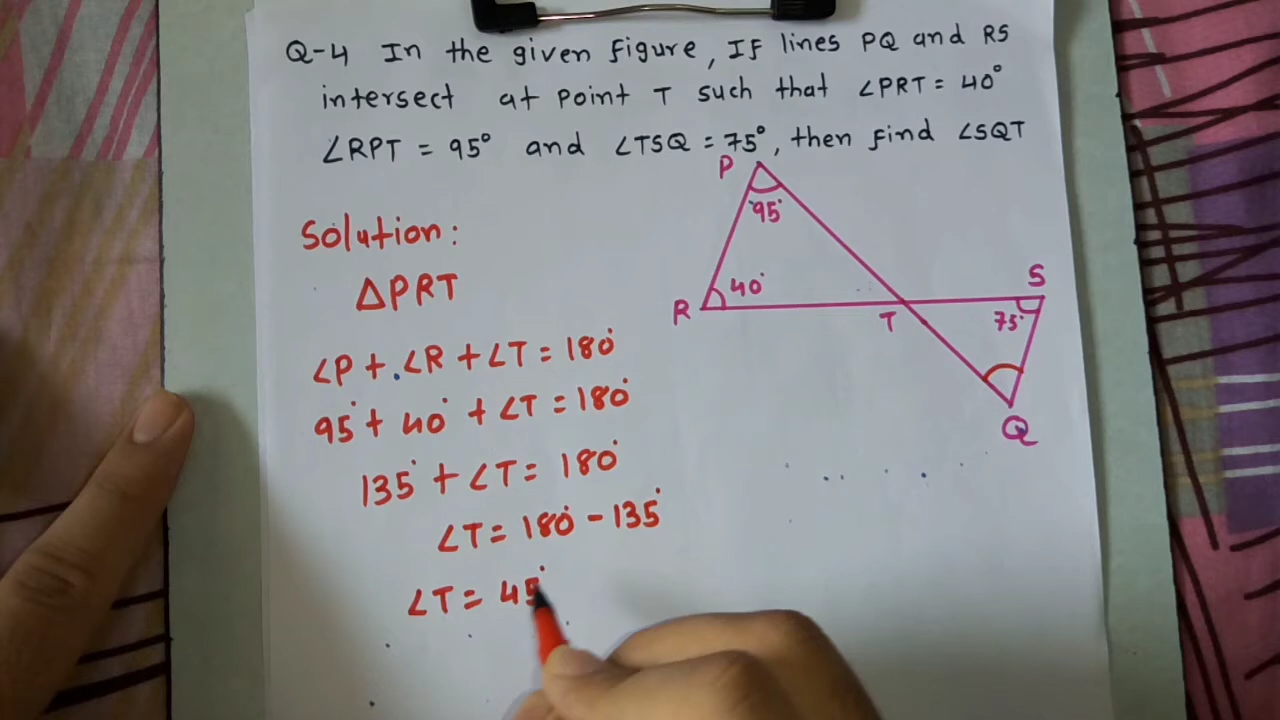 Q-4 In the given figure, If lines PQ and RS
intersect at point T such that ∠PRT = 40°
∠RPT = 95° and ∠TSQ = 75°, then find ∠SQT
P
95°
Solution:
ΔPRT
S
R
40°
T
75°
∠P + ∠R + ∠T = 180°
95° + 40° + ∠T = 180°
Q
135° + ∠T = 180°
∠T = 180° - 135°
∠T = 45°